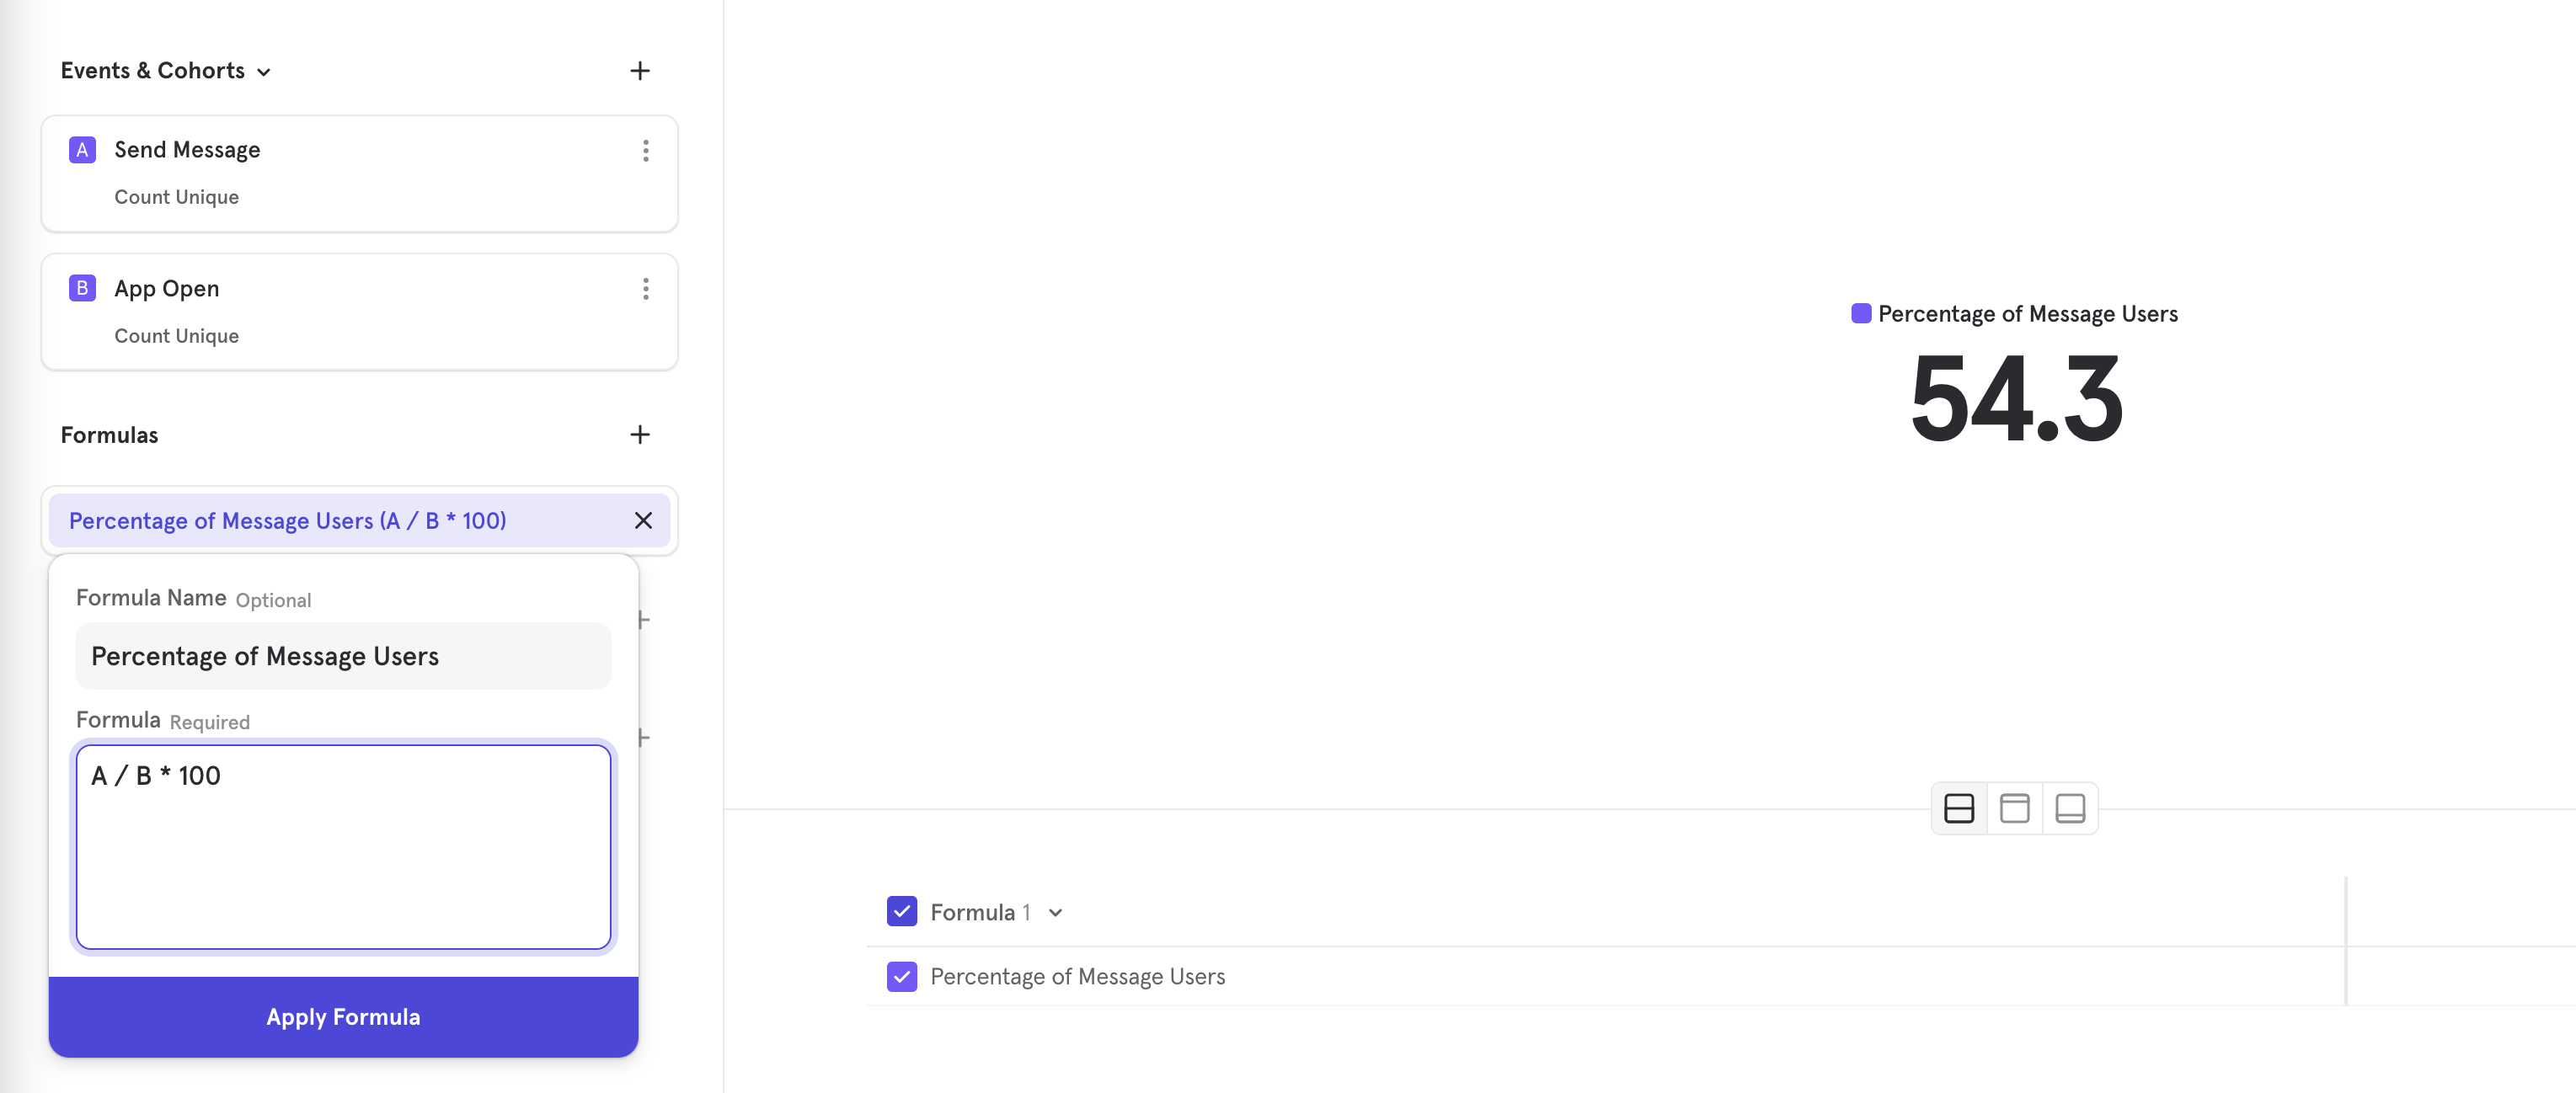 Events & Cohorts
A Send Message
Count Unique
B App Open
Count Unique
Formulas
Percentage of Message Users (A / B * 100)
Formula Name Optional
Percentage of Message Users
Formula Required
A / B * 100
Apply Formula
Percentage of Message Users
54.3
Formula 1
Percentage of Message Users